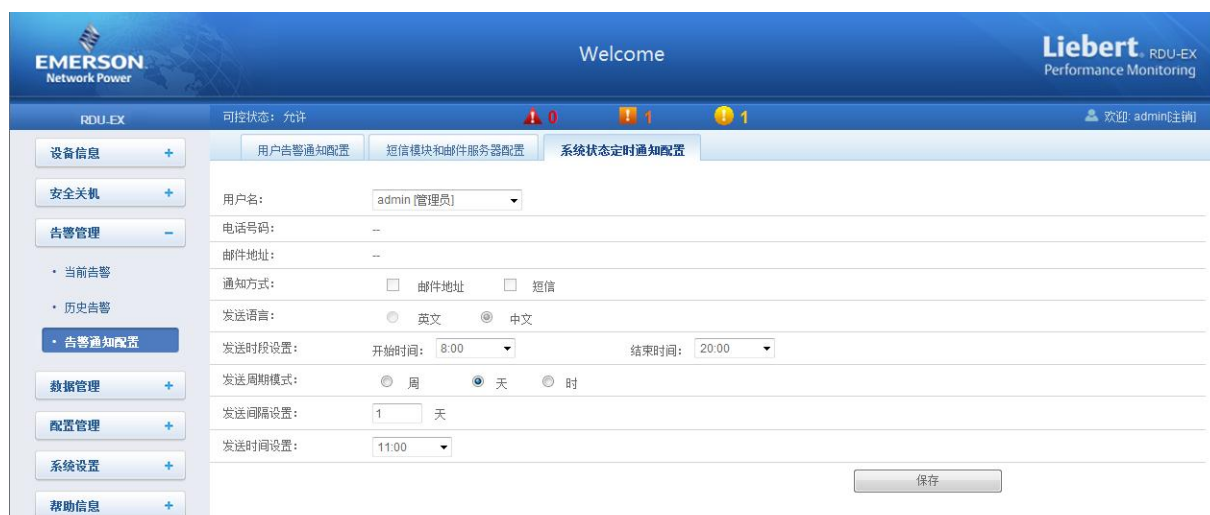 EMERSON
Network Power
Welcome
Liebert. RDU-EX
Performance Monitoring
RDU-EX
可控状态：允许
0
1
1
欢迎: admin[注销]
设备信息 +
安全关机 +
告警管理 −
· 当前告警
· 历史告警
· 告警通知配置
数据管理 +
配置管理 +
系统设置 +
帮助信息 +
用户告警通知配置 短信模块和邮件服务器配置 系统状态定时通知配置
用户名： admin [管理员]
电话号码： --
邮件地址： --
通知方式： 邮件地址 短信
发送语言： 英文 中文
发送时段设置： 开始时间： 8:00 结束时间： 20:00
发送周期模式： 周 天 时
发送间隔设置： 1 天
发送时间设置： 11:00
保存